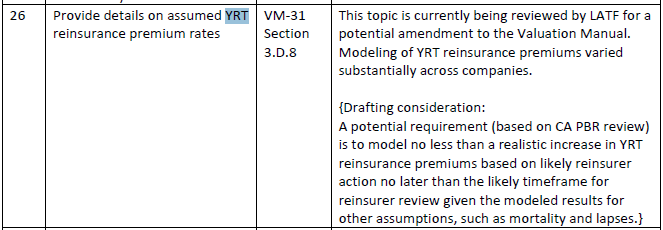 26
Provide details on assumed YRT
reinsurance premium rates
VM-31
Section
3.D.8
This topic is currently being reviewed by LATF for a
potential amendment to the Valuation Manual.
Modeling of YRT reinsurance premiums varied
substantially across companies.
{Drafting consideration:
A potential requirement (based on CA PBR review)
is to model no less than a realistic increase in YRT
reinsurance premiums based on likely reinsurer
action no later than the likely timeframe for
reinsurer review given the modeled results for
other assumptions, such as mortality and lapses.}